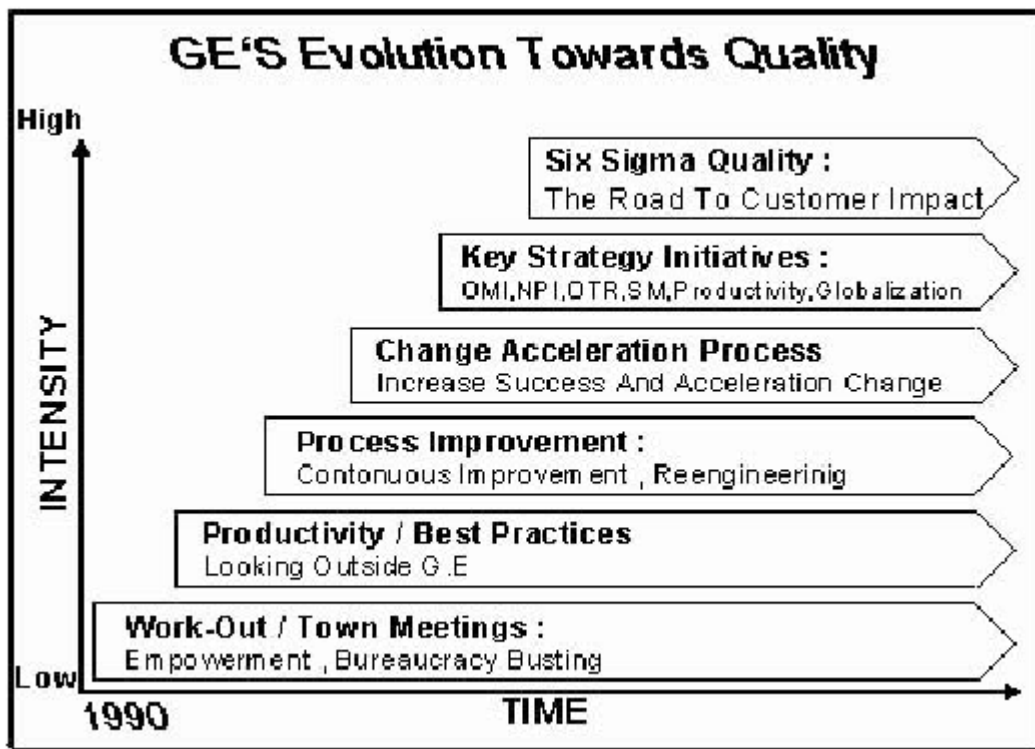 GE'S Evolution Towards Quality
High
Six Sigma Quality :
The Road To Customer Impact
Key Strategy Initiatives :
QMI,NPI,OTR,SM,Productivity,Globalization
Change Acceleration Process
Increase Success And Acceleration Change
Process Improvement :
Contonuous Improvement , Reengineerinig
Productivity / Best Practices
Looking Outside G.E
Work-Out / Town Meetings :
Empowerment , Bureaucracy Busting
INTENSITY
Low
1990
TIME